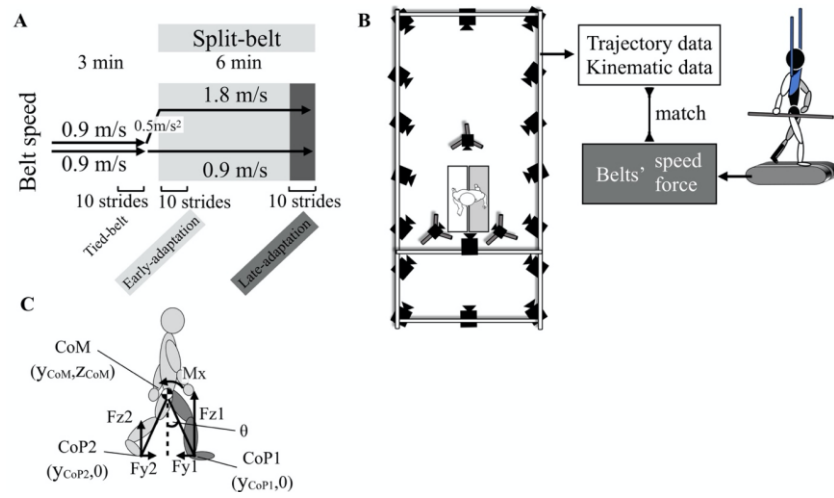 A
Split-belt
3 min
6 min
Belt speed
0.9 m/s
0.9 m/s
0.5m/s²
1.8 m/s
0.9 m/s
10 strides
10 strides
10 strides
Tied-belt
Early-adaptation
Late-adaptation
B
Trajectory data
Kinematic data
match
Belts' speed
force
C
CoM
(yCoM,zCoM)
Mx
Fz2
Fz1
θ
CoP2
(yCoP2,0)
Fy2
Fy1
CoP1
(yCoP1,0)